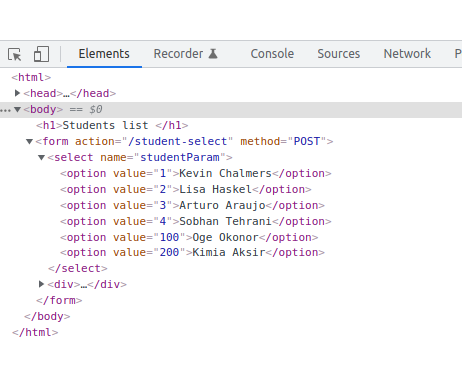 Elements Recorder Console Sources Network P
<html>
<head>…</head>
<body> == $0
<h1>Students list </h1>
<form action="/student-select" method="POST">
<select name="studentParam">
<option value="1">Kevin Chalmers</option>
<option value="2">Lisa Haskel</option>
<option value="3">Arturo Araujo</option>
<option value="4">Sobhan Tehrani</option>
<option value="100">Oge Okonor</option>
<option value="200">Kimia Aksir</option>
</select>
<div>…</div>
</form>
</body>
</html>